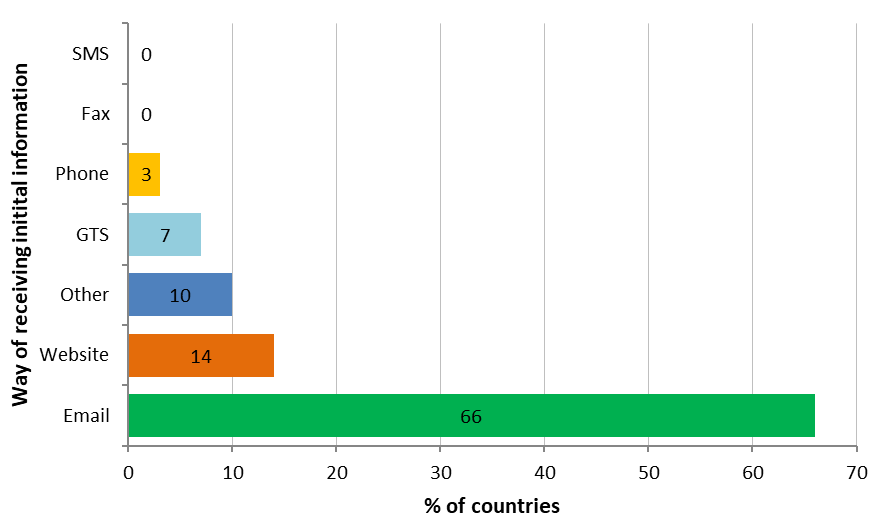 Way of receiving initital information
SMS 0
Fax 0
Phone 3
GTS 7
Other 10
Website 14
Email 66
0 10 20 30 40 50 60 70
% of countries